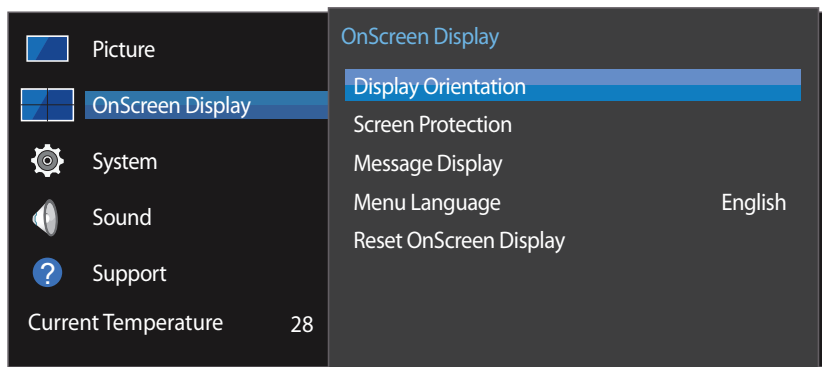 Picture
OnScreen Display
System
Sound
?
Support
Current Temperature 28
OnScreen Display
Display Orientation
Screen Protection
Message Display
Menu Language English
Reset OnScreen Display